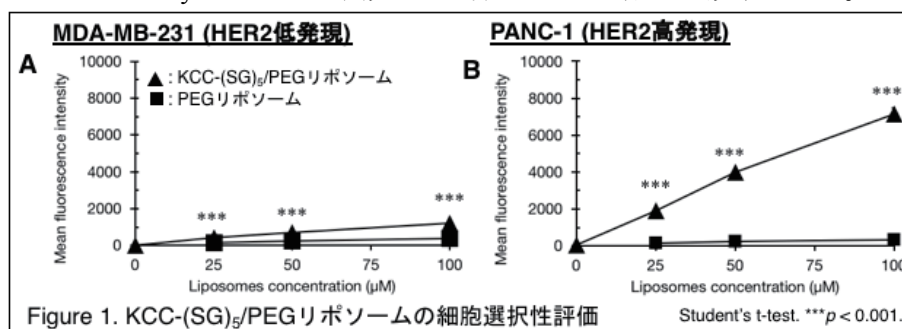 MDA-MB-231 (HER2低発現)
PANC-1 (HER2高発現)
A
Mean fluorescence intensity
10000
8000
6000
4000
2000
0
▲ : KCC-(SG)₅/PEGリポソーム
■ : PEGリポソーム
***
***
***
0
25
50
75
100
Liposomes concentration (μM)
B
Mean fluorescence intensity
10000
8000
6000
4000
2000
0
***
***
***
0
25
50
75
100
Liposomes concentration (μM)
Figure 1. KCC-(SG)₅/PEGリポソームの細胞選択性評価
Student's t-test. ***p < 0.001.